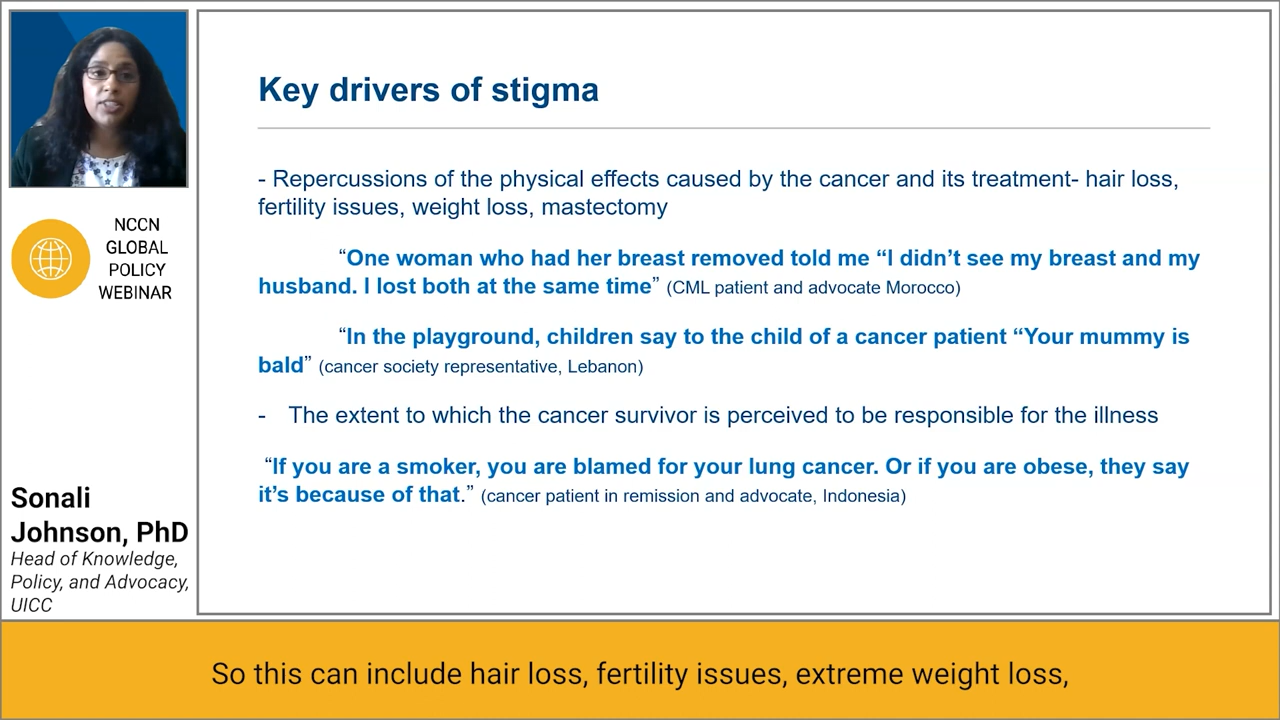 Key drivers of stigma
- Repercussions of the physical effects caused by the cancer and its treatment- hair loss,
fertility issues, weight loss, mastectomy
“One woman who had her breast removed told me “I didn’t see my breast and my
husband. I lost both at the same time” (CML patient and advocate Morocco)
“In the playground, children say to the child of a cancer patient “Your mummy is
bald” (cancer society representative, Lebanon)
- The extent to which the cancer survivor is perceived to be responsible for the illness
“If you are a smoker, you are blamed for your lung cancer. Or if you are obese, they say
it’s because of that.” (cancer patient in remission and advocate, Indonesia)
NCCN
GLOBAL
POLICY
WEBINAR
Sonali
Johnson, PhD
Head of Knowledge,
Policy, and Advocacy,
UICC
So this can include hair loss, fertility issues, extreme weight loss,